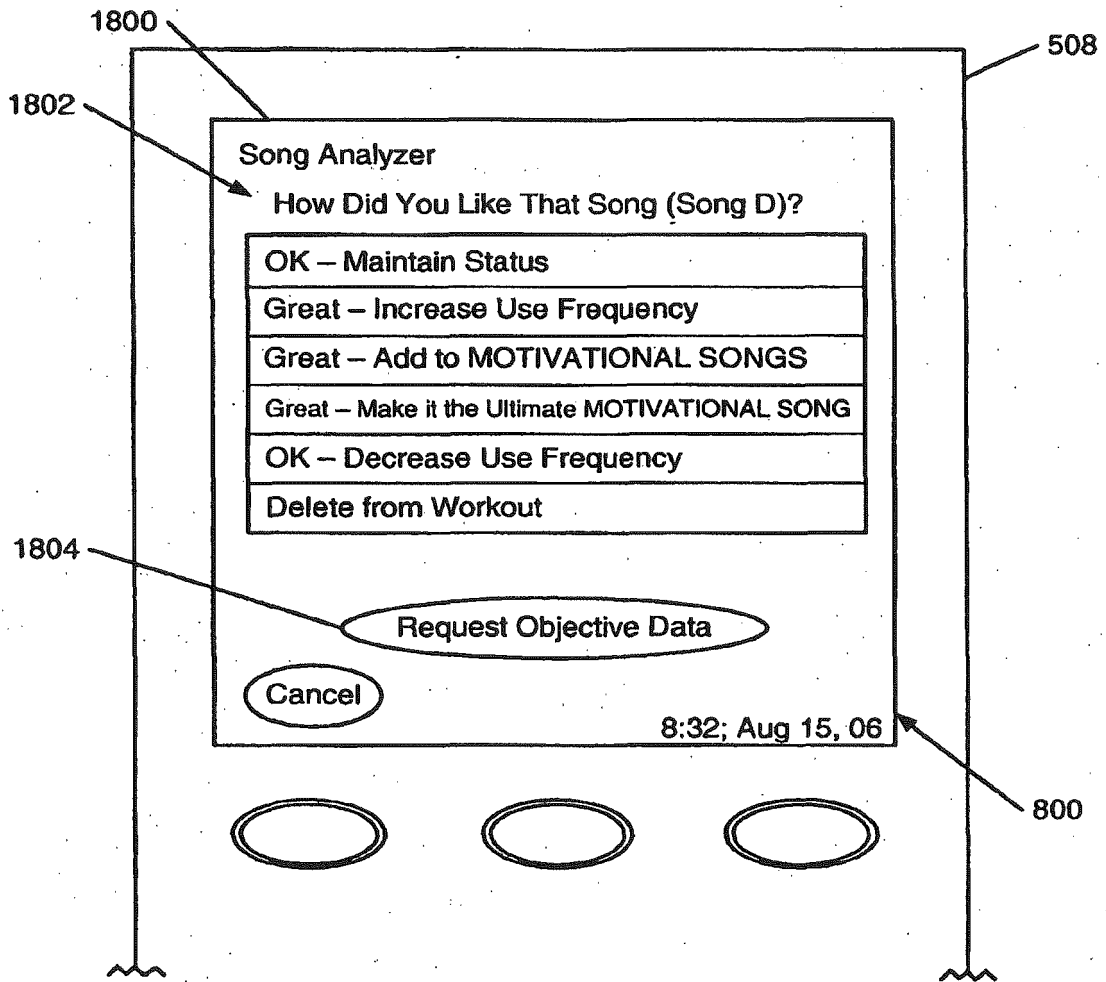 1800
508
1802
Song Analyzer
How Did You Like That Song (Song D)?
OK – Maintain Status
Great – Increase Use Frequency
Great – Add to MOTIVATIONAL SONGS
Great – Make it the Ultimate MOTIVATIONAL SONG
OK – Decrease Use Frequency
Delete from Workout
1804
Request Objective Data
Cancel
8:32; Aug 15, 06
800